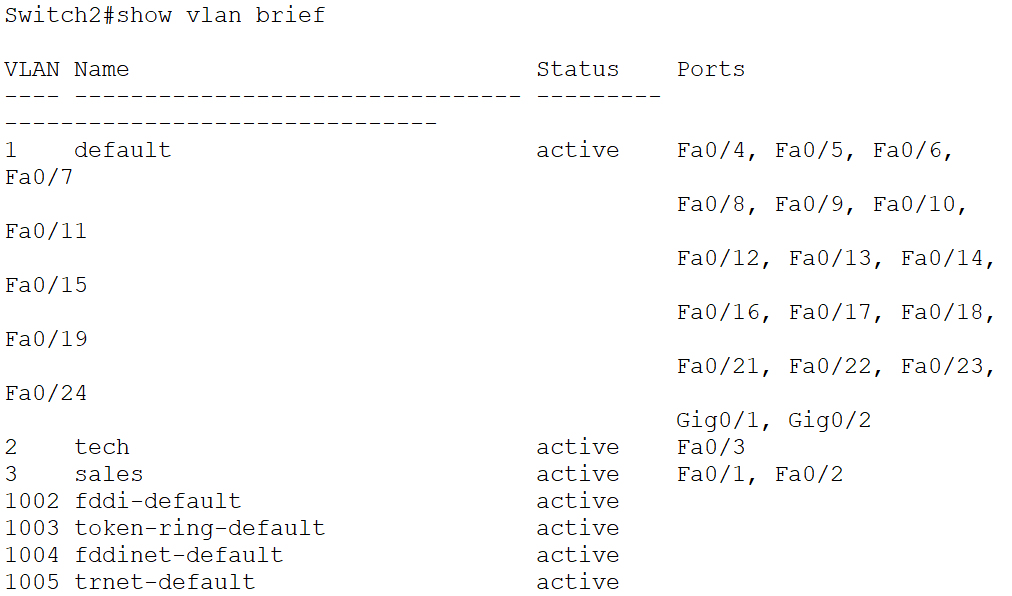 Switch2#show vlan brief
VLAN Name                             Status    Ports
---- -------------------------------- ---------
-------------------------------
1    default                          active    Fa0/4, Fa0/5, Fa0/6,
Fa0/7
                                                Fa0/8, Fa0/9, Fa0/10,
Fa0/11
                                                Fa0/12, Fa0/13, Fa0/14,
Fa0/15
                                                Fa0/16, Fa0/17, Fa0/18,
Fa0/19
                                                Fa0/21, Fa0/22, Fa0/23,
Fa0/24
                                                Gig0/1, Gig0/2
2    tech                             active    Fa0/3
3    sales                            active    Fa0/1, Fa0/2
1002 fddi-default                     active
1003 token-ring-default               active
1004 fddinet-default                  active
1005 trnet-default                    active